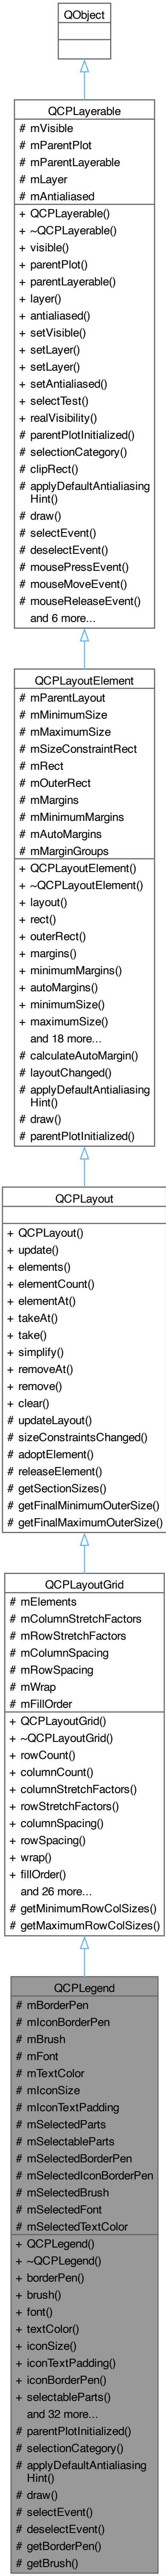 QObject
QCPLayerable
# mVisible
# mParentPlot
# mParentLayerable
# mLayer
# mAntialiased
+ QCPLayerable()
+ ~QCPLayerable()
+ visible()
+ parentPlot()
+ parentLayerable()
+ layer()
+ antialiased()
+ setVisible()
+ setLayer()
+ setLayer()
+ setAntialiased()
+ selectTest()
+ realVisibility()
# parentPlotInitialized()
# selectionCategory()
# clipRect()
# applyDefaultAntialiasing
Hint()
# draw()
# selectEvent()
# deselectEvent()
# mousePressEvent()
# mouseMoveEvent()
# mouseReleaseEvent()
and 6 more...
QCPLayoutElement
# mParentLayout
# mMinimumSize
# mMaximumSize
# mSizeConstraintRect
# mRect
# mOuterRect
# mMargins
# mMinimumMargins
# mAutoMargins
# mMarginGroups
+ QCPLayoutElement()
+ ~QCPLayoutElement()
+ layout()
+ rect()
+ outerRect()
+ margins()
+ minimumMargins()
+ autoMargins()
+ minimumSize()
+ maximumSize()
and 18 more...
# calculateAutoMargin()
# layoutChanged()
# applyDefaultAntialiasing
Hint()
# draw()
# parentPlotInitialized()
QCPLayout
+ QCPLayout()
+ update()
+ elements()
+ elementCount()
+ elementAt()
+ takeAt()
+ take()
+ simplify()
+ removeAt()
+ remove()
+ clear()
# updateLayout()
# sizeConstraintsChanged()
# adoptElement()
# releaseElement()
# getSectionSizes()
# getFinalMinimumOuterSize()
# getFinalMaximumOuterSize()
QCPLayoutGrid
# mElements
# mColumnStretchFactors
# mRowStretchFactors
# mColumnSpacing
# mRowSpacing
# mWrap
# mFillOrder
+ QCPLayoutGrid()
+ ~QCPLayoutGrid()
+ rowCount()
+ columnCount()
+ columnStretchFactors()
+ rowStretchFactors()
+ columnSpacing()
+ rowSpacing()
+ wrap()
+ fillOrder()
and 26 more...
# getMinimumRowColSizes()
# getMaximumRowColSizes()
QCPLegend
# mBorderPen
# mIconBorderPen
# mBrush
# mFont
# mTextColor
# mIconSize
# mIconTextPadding
# mSelectedParts
# mSelectableParts
# mSelectedBorderPen
# mSelectedIconBorderPen
# mSelectedBrush
# mSelectedFont
# mSelectedTextColor
+ QCPLegend()
+ ~QCPLegend()
+ borderPen()
+ brush()
+ font()
+ textColor()
+ iconSize()
+ iconTextPadding()
+ iconBorderPen()
+ selectableParts()
and 32 more...
# parentPlotInitialized()
# selectionCategory()
# applyDefaultAntialiasing
Hint()
# draw()
# selectEvent()
# deselectEvent()
# getBorderPen()
# getBrush()